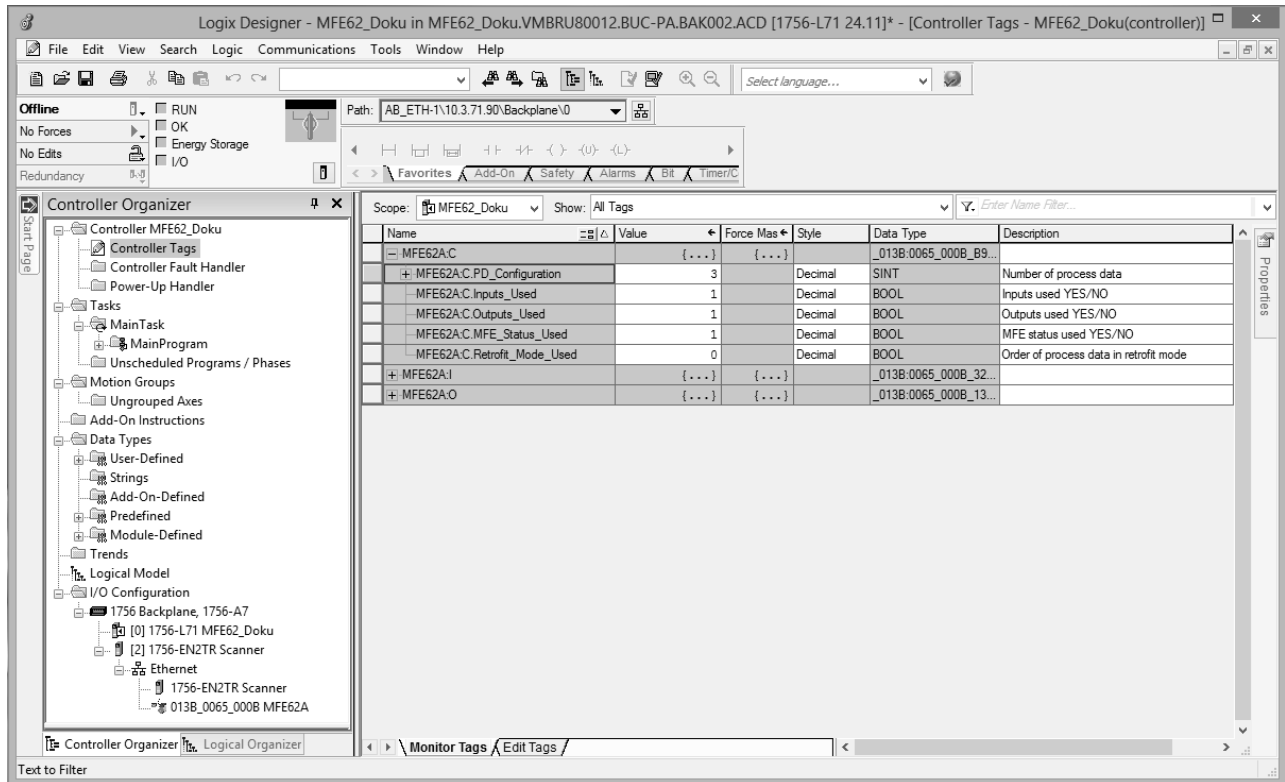 Logix Designer - MFE62_Doku in MFE62_Doku.VMBRU80012.BUC-PA.BAK002.ACD [1756-L71 24.11]* - [Controller Tags - MFE62_Doku(controller)]
File Edit View Search Logic Communications Tools Window Help
Select language...
Offline
RUN
No Forces
OK
Energy Storage
No Edits
I/O
Redundancy
Path: AB_ETH-1\10.3.71.90\Backplane\0
Favorites Add-On Safety Alarms Bit Timer/C
Start Page
Controller Organizer
Controller MFE62_Doku
Controller Tags
Controller Fault Handler
Power-Up Handler
Tasks
MainTask
MainProgram
Unscheduled Programs / Phases
Motion Groups
Ungrouped Axes
Add-On Instructions
Data Types
User-Defined
Strings
Add-On-Defined
Predefined
Module-Defined
Trends
Logical Model
I/O Configuration
1756 Backplane, 1756-A7
[0] 1756-L71 MFE62_Doku
[2] 1756-EN2TR Scanner
Ethernet
1756-EN2TR Scanner
013B_0065_000B MFE62A
Controller Organizer Logical Organizer
Scope: MFE62_Doku Show: All Tags Enter Name Filter...
Name Value Force Mas Style Data Type Description
MFE62A:C {...} {...} _013B:0065_000B_B9...
MFE62A:C.PD_Configuration 3 Decimal SINT Number of process data
MFE62A:C.Inputs_Used 1 Decimal BOOL Inputs used YES/NO
MFE62A:C.Outputs_Used 1 Decimal BOOL Outputs used YES/NO
MFE62A:C.MFE_Status_Used 1 Decimal BOOL MFE status used YES/NO
MFE62A:C.Retrofit_Mode_Used 0 Decimal BOOL Order of process data in retrofit mode
MFE62A:I {...} {...} _013B:0065_000B_32...
MFE62A:O {...} {...} _013B:0065_000B_13...
Properties
Monitor Tags Edit Tags
Text to Filter